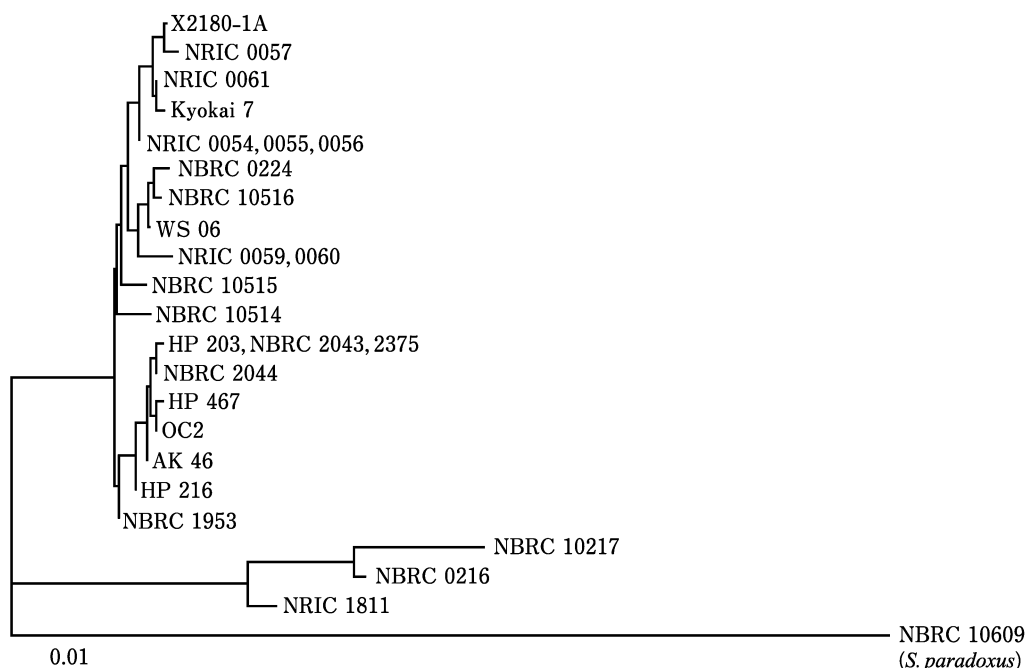 X2180-1A
NRIC 0057
NRIC 0061
Kyokai 7
NRIC 0054, 0055, 0056
NBRC 0224
NBRC 10516
WS 06
NRIC 0059, 0060
NBRC 10515
NBRC 10514
HP 203, NBRC 2043, 2375
NBRC 2044
HP 467
OC2
AK 46
HP 216
NBRC 1953
NBRC 10217
NBRC 0216
NRIC 1811
NBRC 10609
(S. paradoxus)
0.01